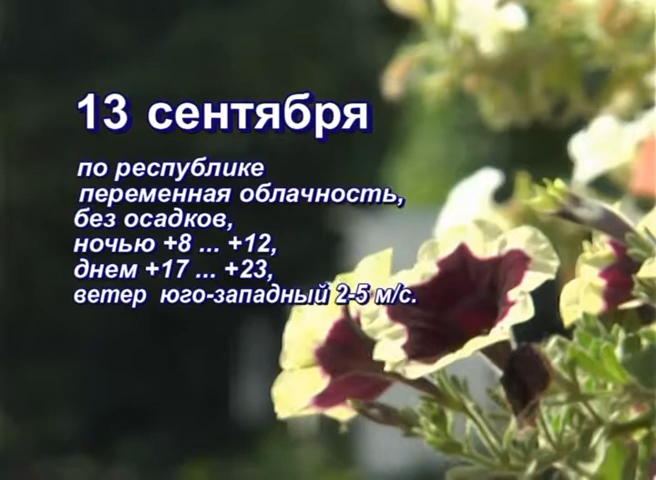 13 сентября
по республике
переменная облачность,
без осадков,
ночью +8 ... +12,
днем +17 ... +23,
ветер юго-западный 2-5 м/с.